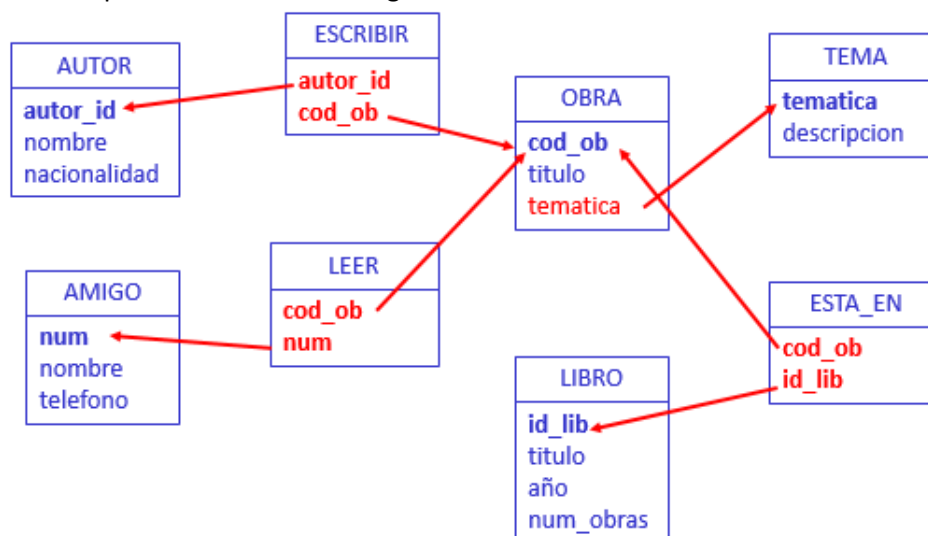 ESCRIBIR
autor_id
cod_ob
AUTOR
autor_id
nombre
nacionalidad
OBRA
cod_ob
titulo
tematica
TEMA
tematica
descripcion
LEER
cod_ob
num
AMIGO
num
nombre
telefono
ESTA_EN
cod_ob
id_lib
LIBRO
id_lib
titulo
año
num_obras